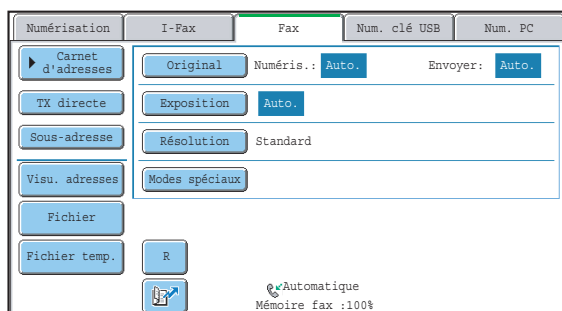 Numérisation I-Fax Fax Num. clé USB Num. PC
Carnet d'adresses
Original Numéris.: Auto. Envoyer: Auto.
TX directe
Exposition Auto.
Sous-adresse
Résolution Standard
Visu. adresses
Modes spéciaux
Fichier
Fichier temp.
R
Automatique
Mémoire fax :100%